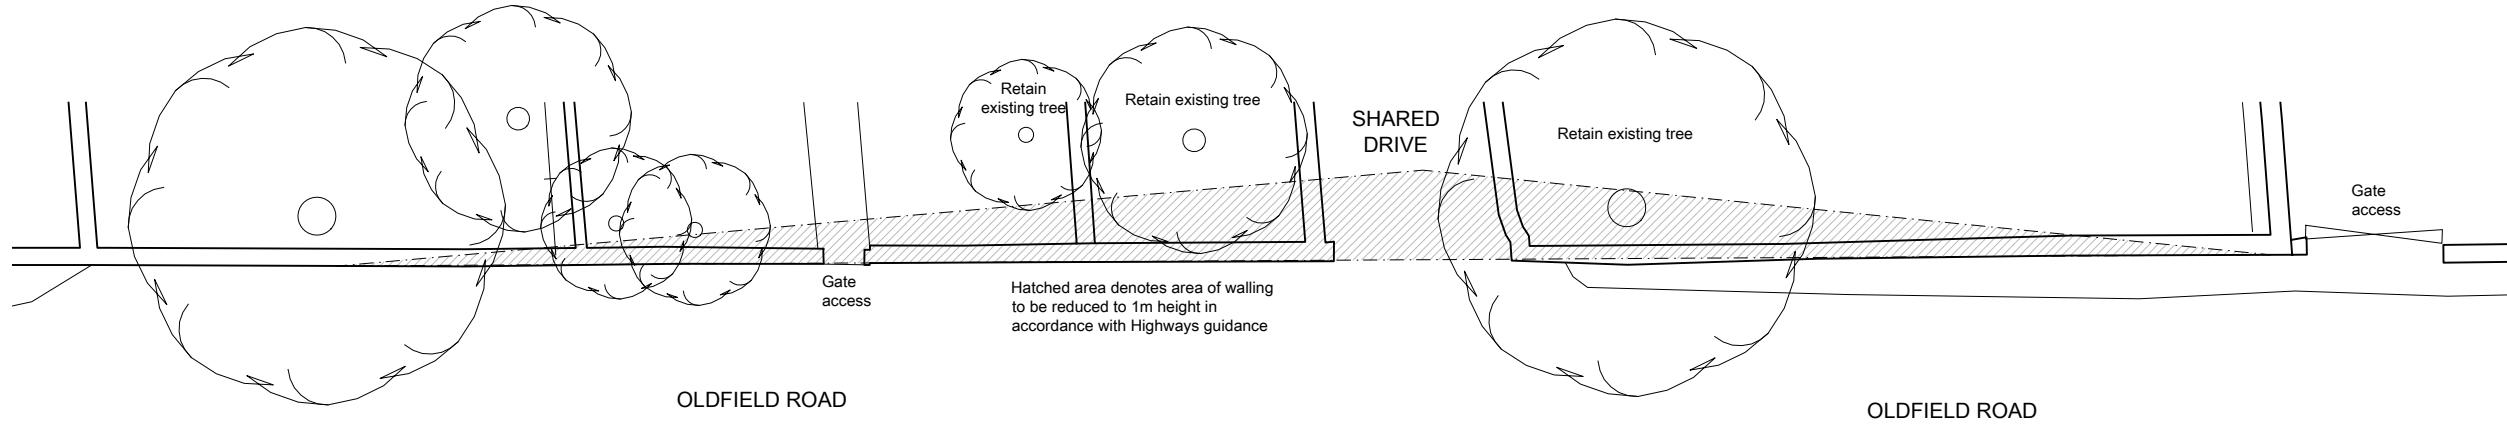 Retain
existing tree
Retain existing tree
SHARED
DRIVE
Retain existing tree
Gate
access
Gate
access
Hatched area denotes area of walling
to be reduced to 1m height in
accordance with Highways guidance
OLDFIELD ROAD
OLDFIELD ROAD